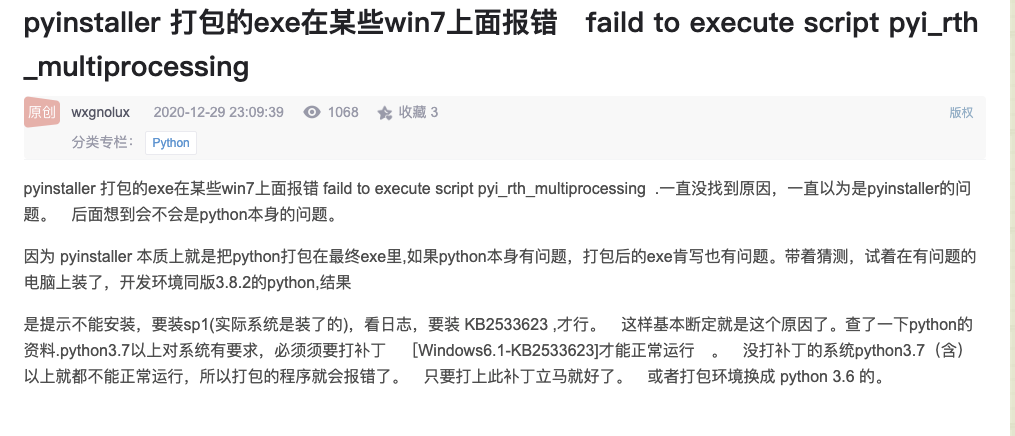 pyinstaller 打包的exe在某些win7上面报错　faild to execute script pyi_rth
_multiprocessing
原创 wxgnolux 2020-12-29 23:09:39 1068 收藏 3 版权
分类专栏： Python
pyinstaller 打包的exe在某些win7上面报错 faild to execute script pyi_rth_multiprocessing .一直没找到原因，一直以为是pyinstaller的问
题。　后面想到会不会是python本身的问题。
因为 pyinstaller 本质上就是把python打包在最终exe里,如果python本身有问题，打包后的exe肯写也有问题。带着猜测，试着在有问题的
电脑上装了，开发环境同版3.8.2的python,结果
是提示不能安装，要装sp1(实际系统是装了的)，看日志，要装 KB2533623 ,才行。　这样基本断定就是这个原因了。查了一下python的
资料.python3.7以上对系统有要求，必须须要打补丁　［Windows6.1-KB2533623]才能正常运行　。　没打补丁的系统python3.7（含）
以上就都不能正常运行，所以打包的程序就会报错了。　只要打上此补丁立马就好了。　或者打包环境换成 python 3.6 的。